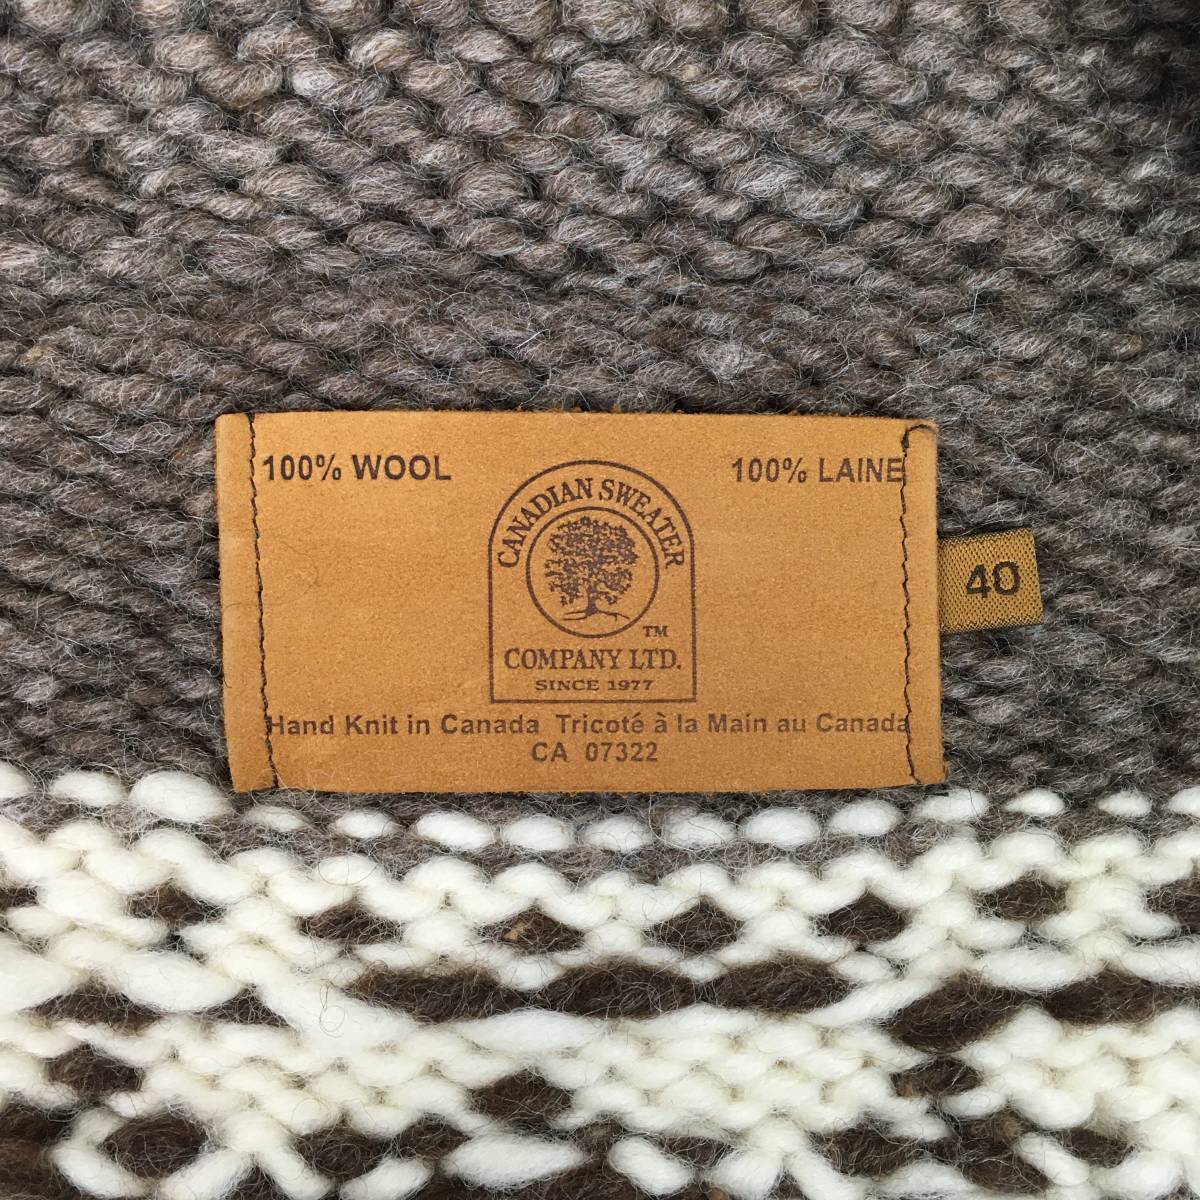 100% WOOL 100% LAINE
CANADIAN SWEATER
TM
COMPANY LTD.
SINCE 1977
Hand Knit in Canada Tricoté à la Main au Canada
CA 07322
40